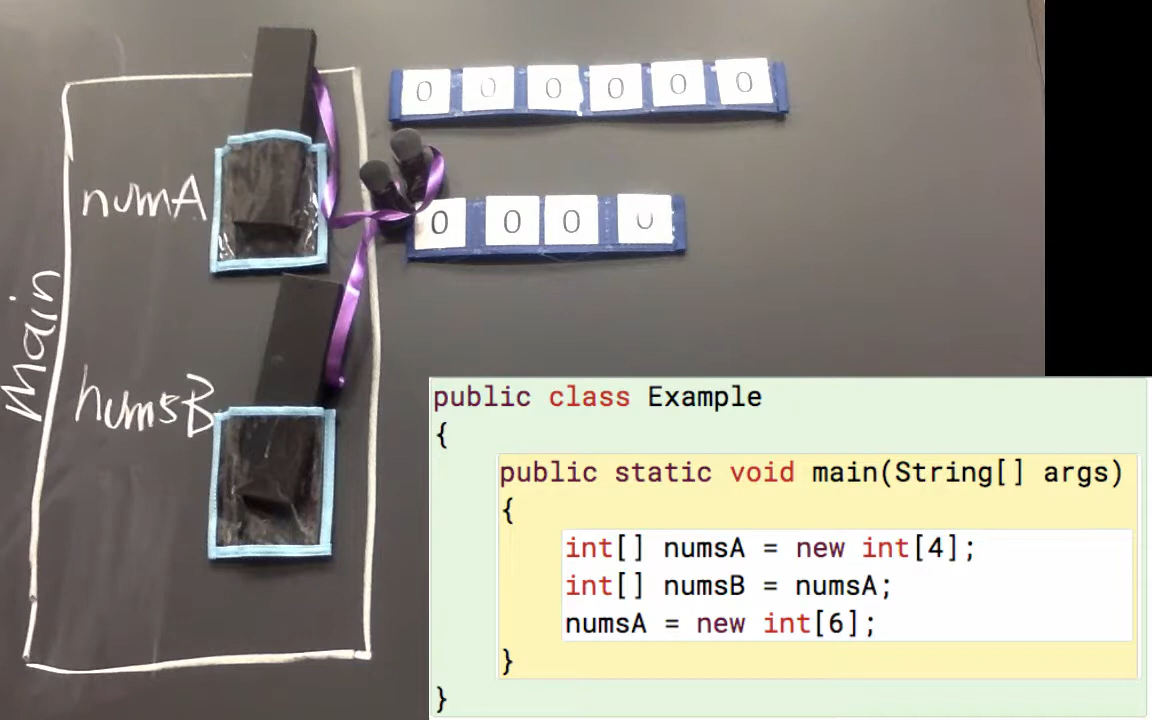 0 0 0 0 0 0
numA
0 0 0 0
Main
numsB
public class Example
{
public static void main(String[] args)
{
int[] numsA = new int[4];
int[] numsB = numsA;
numsA = new int[6];
}
}